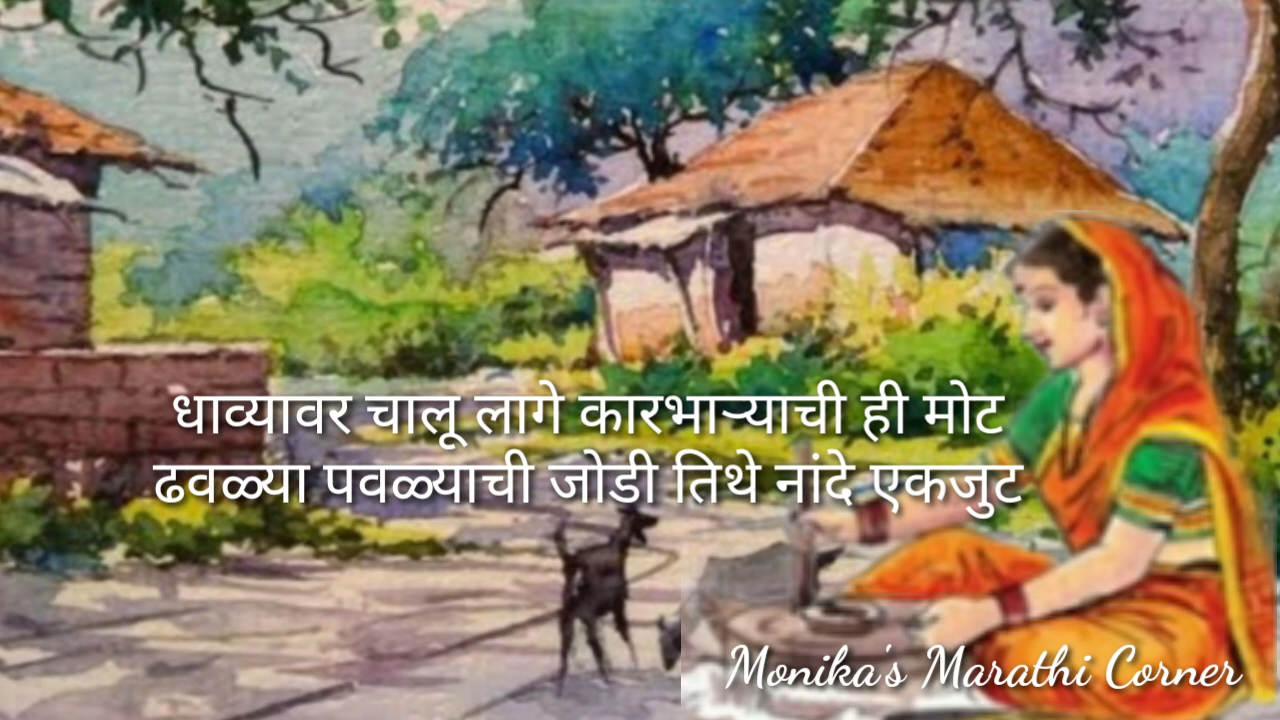 धाव्यावर चालू लागे कारभाऱ्याची ही मोट
ढवळ्या पवळ्याची जोडी तिथे नांदे एकजुट
Monika's Marathi Corner